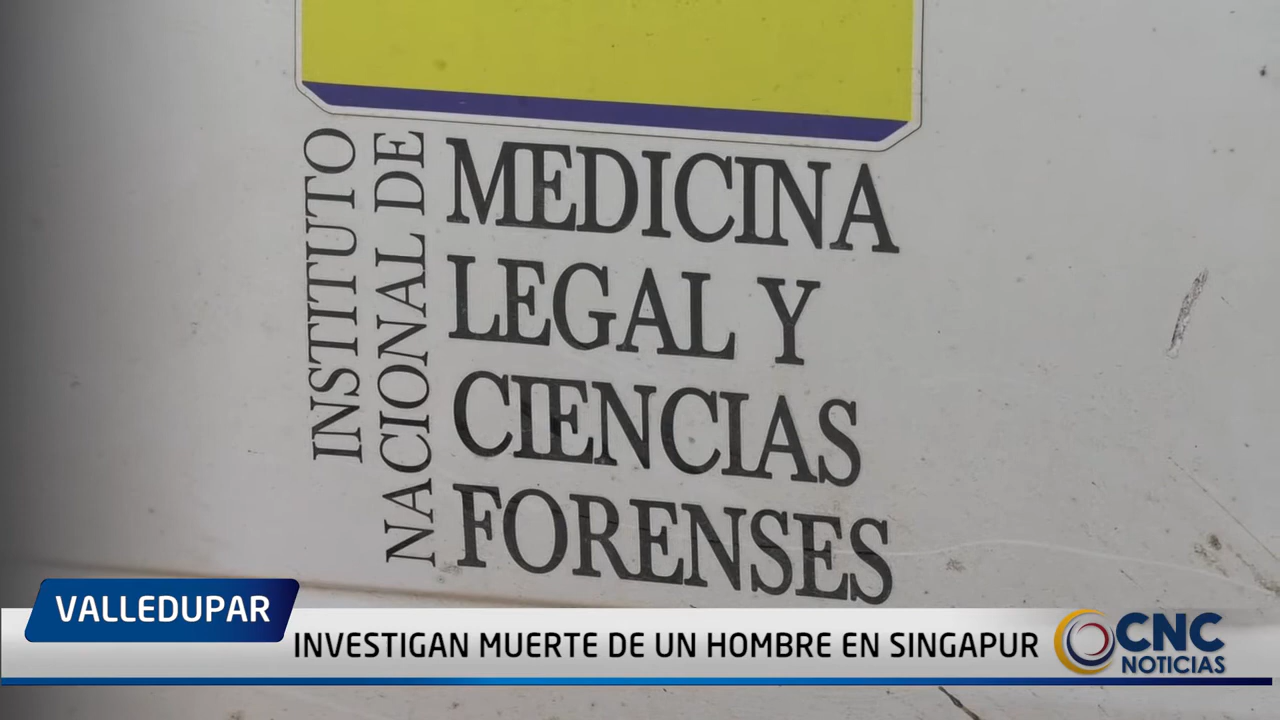 INSTITUTO
NACIONAL DE
MEDICINA
LEGAL Y
CIENCIAS
FORENSES
VALLEDUPAR
INVESTIGAN MUERTE DE UN HOMBRE EN SINGAPUR
CNC
NOTICIAS